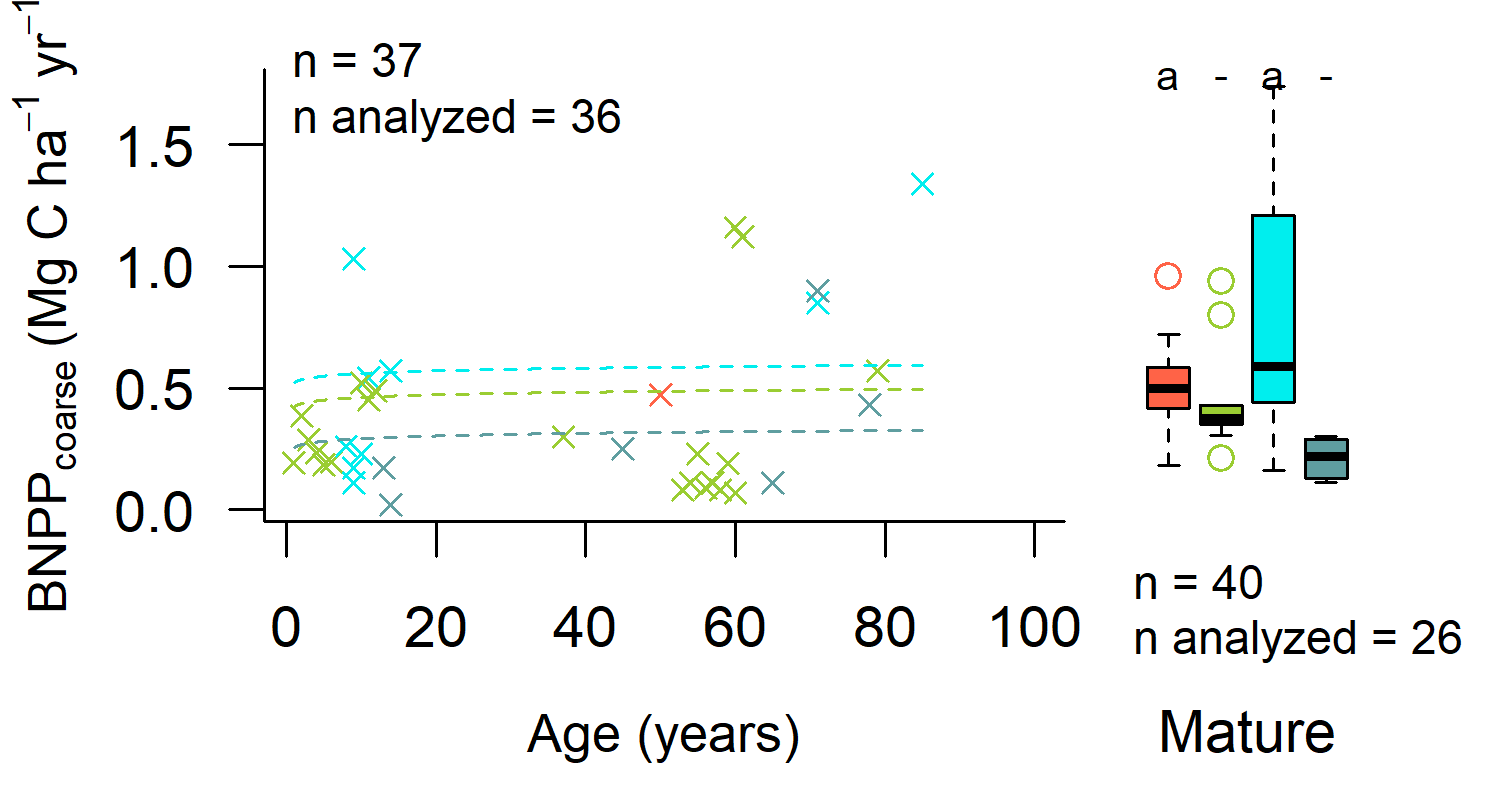 n = 37
n analyzed = 36
BNPPcoarse (Mg C ha−1 yr−1
1.5
1.0
0.5
0.0
0 20 40 60 80 100
Age (years)
a - a -
n = 40
n analyzed = 26
Mature